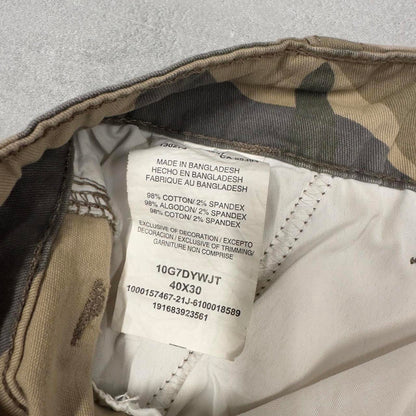 MADE IN BANGLADESH
HECHO EN BANGLADESH
FABRIQUE AU BANGLADESH
98% COTTON/ 2% SPANDEX
98% ALGODON/ 2% SPANDEX
98% COTON/ 2% SPANDEX
EXCLUSIVE OF DECORATION / EXCEPTO
DECORACION / EXCLUSIVE OF TRIMMING/
GARNITURE NON COMPRISE
10G7DYWJT
40X30
1000157467-21J-6100018589
191683923561